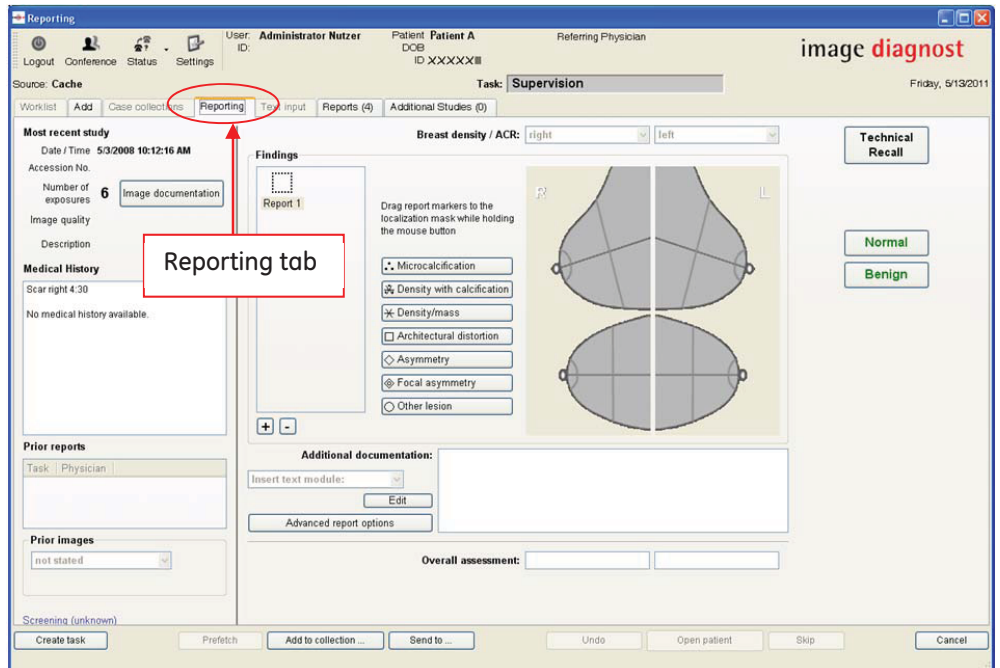 Reporting
Logout Conference Status Settings
User: Administrator Nutzer
ID:
Patient Patient A
DOB
ID XXXXX
Referring Physician
image diagnost
Source: Cache
Task: Supervision
Friday, 5/13/2011
Worklist Add Case collections Reporting Text input Reports (4) Additional Studies (0)
Most recent study
Date / Time 5/3/2008 10:12:16 AM
Accession No.
Number of exposures 6 Image documentation
Image quality
Description
Medical History
Scar right 4:30
No medical history available.
Prior reports
Task Physician
Prior images
not stated
Screening (unknown)
Reporting tab
Breast density / ACR: right left
Findings
Report 1
Drag report markers to the
localization mask while holding
the mouse button
Microcalcification
Density with calcification
Density/mass
Architectural distortion
Asymmetry
Focal asymmetry
Other lesion
R L
+ -
Additional documentation:
Insert text module:
Edit
Advanced report options
Overall assessment:
Technical
Recall
Normal
Benign
Create task Prefetch Add to collection ... Send to ... Undo Open patient Skip Cancel